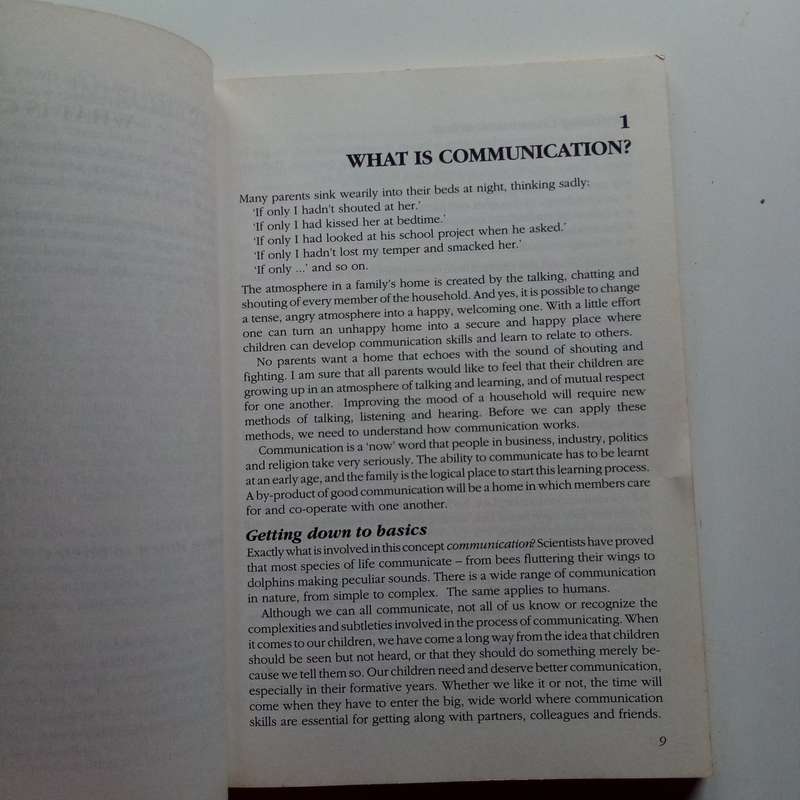 1
WHAT IS COMMUNICATION?
Many parents sink wearily into their beds at night, thinking sadly:
'If only I hadn't shouted at her.'
'If only I had kissed her at bedtime.'
'If only I had looked at his school project when he asked.'
'If only I hadn't lost my temper and smacked her.'
'If only ...' and so on.
The atmosphere in a family's home is created by the talking, chatting and
shouting of every member of the household. And yes, it is possible to change
a tense, angry atmosphere into a happy, welcoming one. With a little effort
one can turn an unhappy home into a secure and happy place where
children can develop communication skills and learn to relate to others.
No parents want a home that echoes with the sound of shouting and
fighting. I am sure that all parents would like to feel that their children are
growing up in an atmosphere of talking and learning, and of mutual respect
for one another. Improving the mood of a household will require new
methods of talking, listening and hearing. Before we can apply these
methods, we need to understand how communication works.
Communication is a 'now' word that people in business, industry, politics
and religion take very seriously. The ability to communicate has to be learnt
at an early age, and the family is the logical place to start this learning process.
A by-product of good communication will be a home in which members care
for and co-operate with one another.
Getting down to basics
Exactly what is involved in this concept communication? Scientists have proved
that most species of life communicate – from bees fluttering their wings to
dolphins making peculiar sounds. There is a wide range of communication
in nature, from simple to complex. The same applies to humans.
Although we can all communicate, not all of us know or recognize the
complexities and subtleties involved in the process of communicating. When
it comes to our children, we have come a long way from the idea that children
should be seen but not heard, or that they should do something merely be-
cause we tell them so. Our children need and deserve better communication,
especially in their formative years. Whether we like it or not, the time will
come when they have to enter the big, wide world where communication
skills are essential for getting along with partners, colleagues and friends.
9